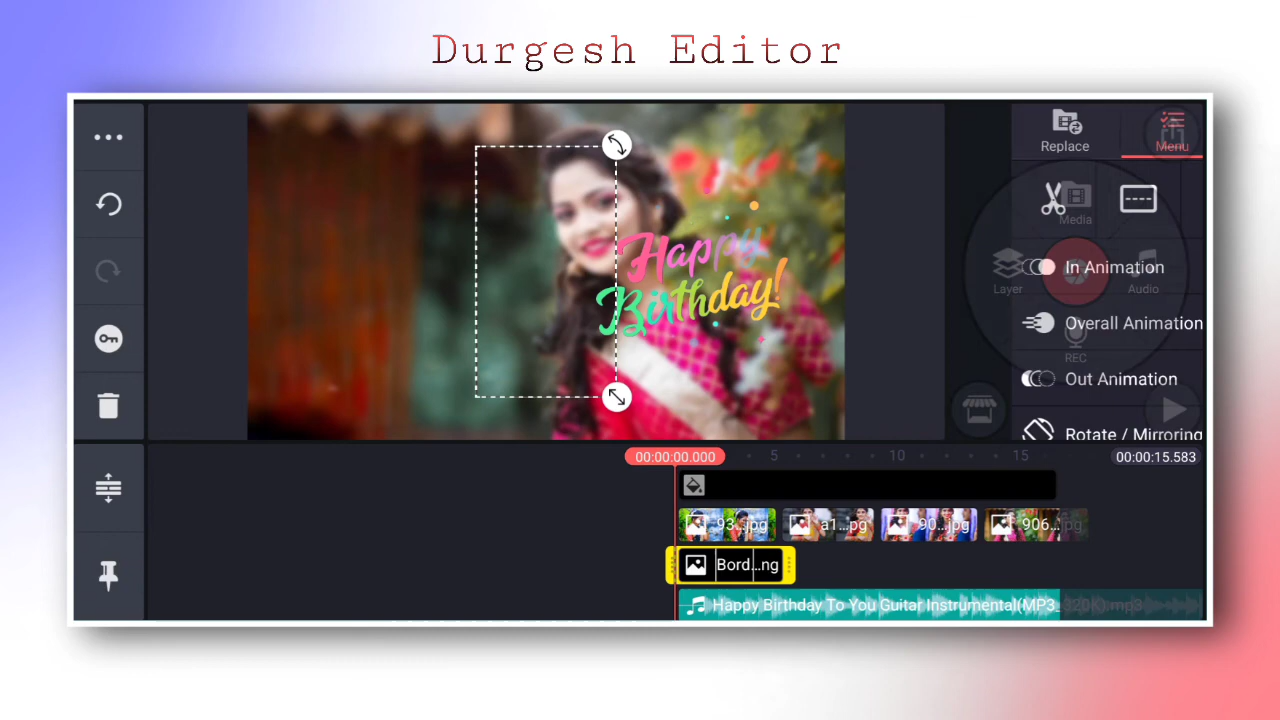 Durgesh Editor
Replace
Menu
Media
Happy
Birthday!
Layer
In Animation
Audio
Overall Animation
REC
Out Animation
Rotate / Mirroring
00:00:00.000
5
10
15
00:00:15.583
93...jpg
a1...pg
90...jpg
906...jpg
Bord...ng
Happy Birthday To You Guitar Instrumental(MP3_320K).mp3